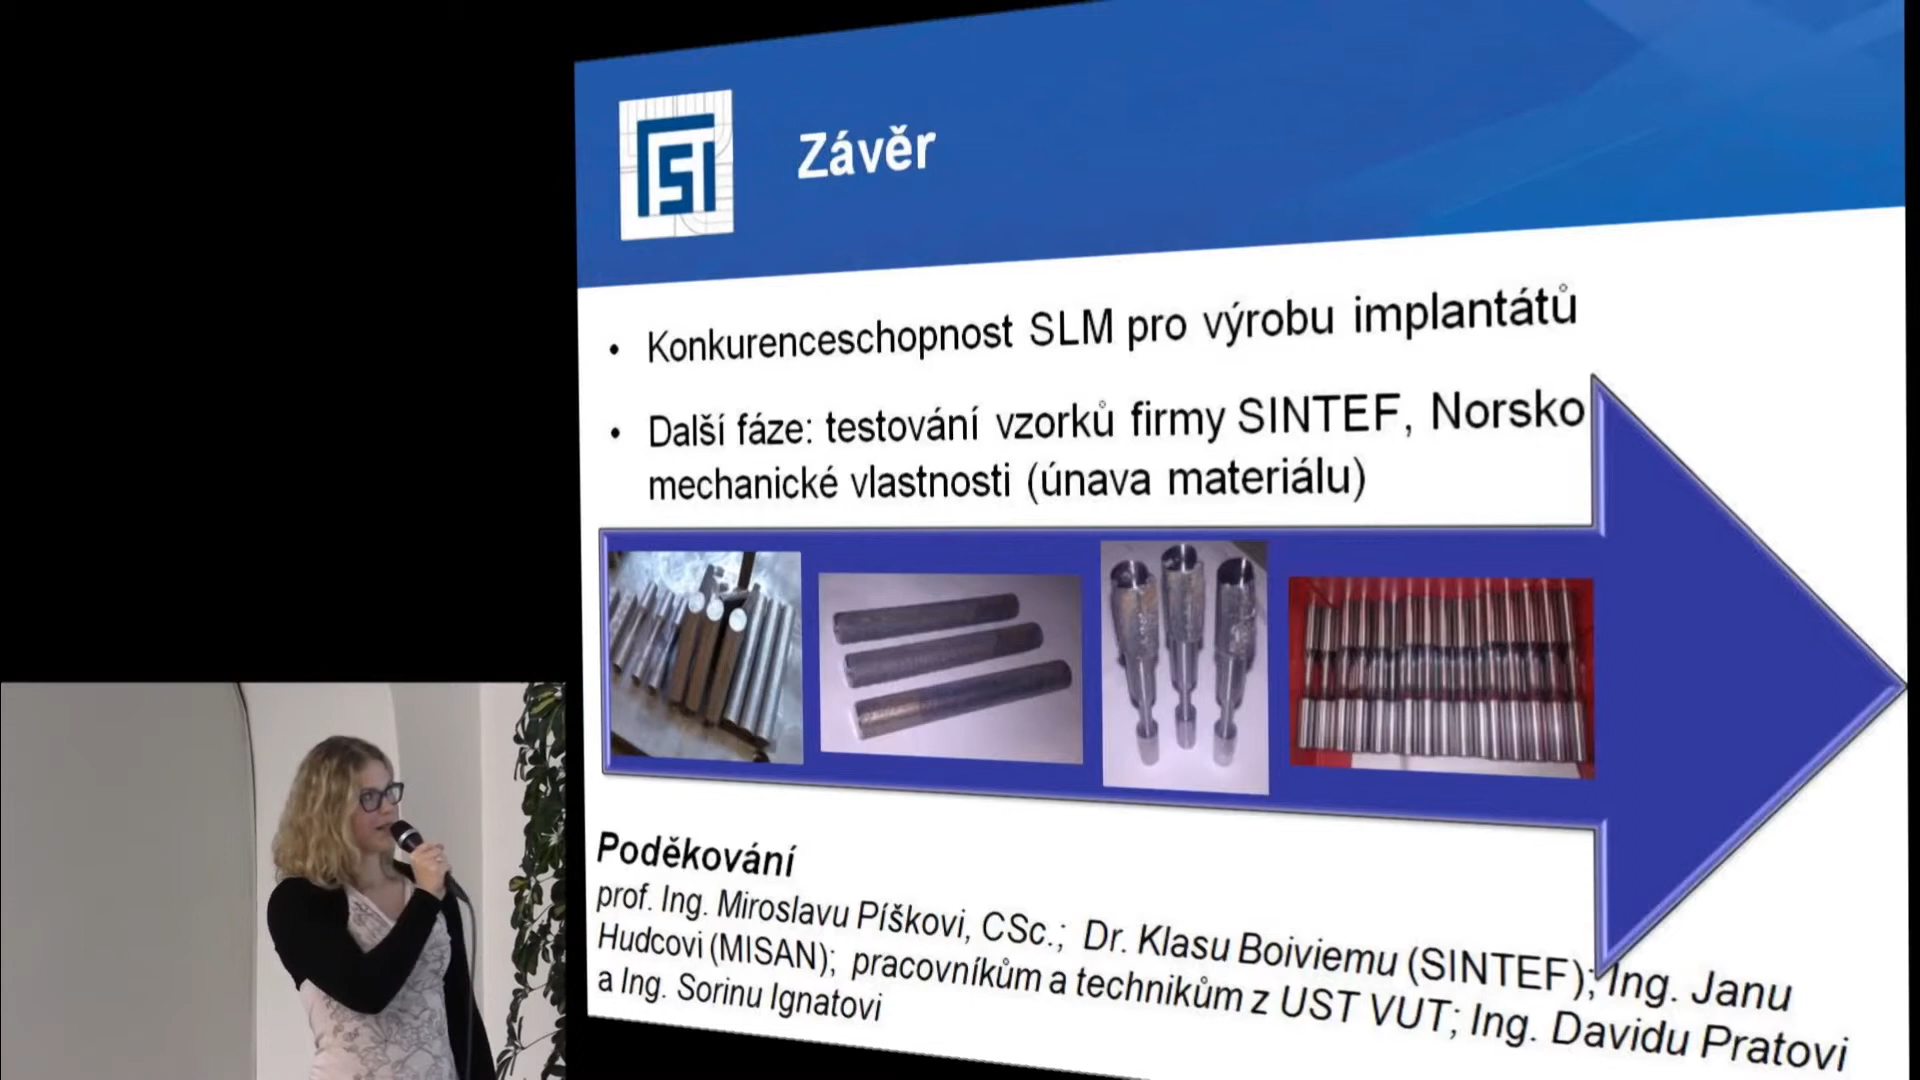 Závěr
• Konkurenceschopnost SLM pro výrobu implantátů
• Další fáze: testování vzorků firmy SINTEF, Norsko
mechanické vlastnosti (únava materiálu)
Poděkování
prof. Ing. Miroslavu Píškovi, CSc.; Dr. Klasu Boiviemu (SINTEF); Ing. Janu
Hudcovi (MISAN); pracovníkům a technikům z UST VUT; Ing. Davidu Pratovi
a Ing. Sorinu Ignatovi